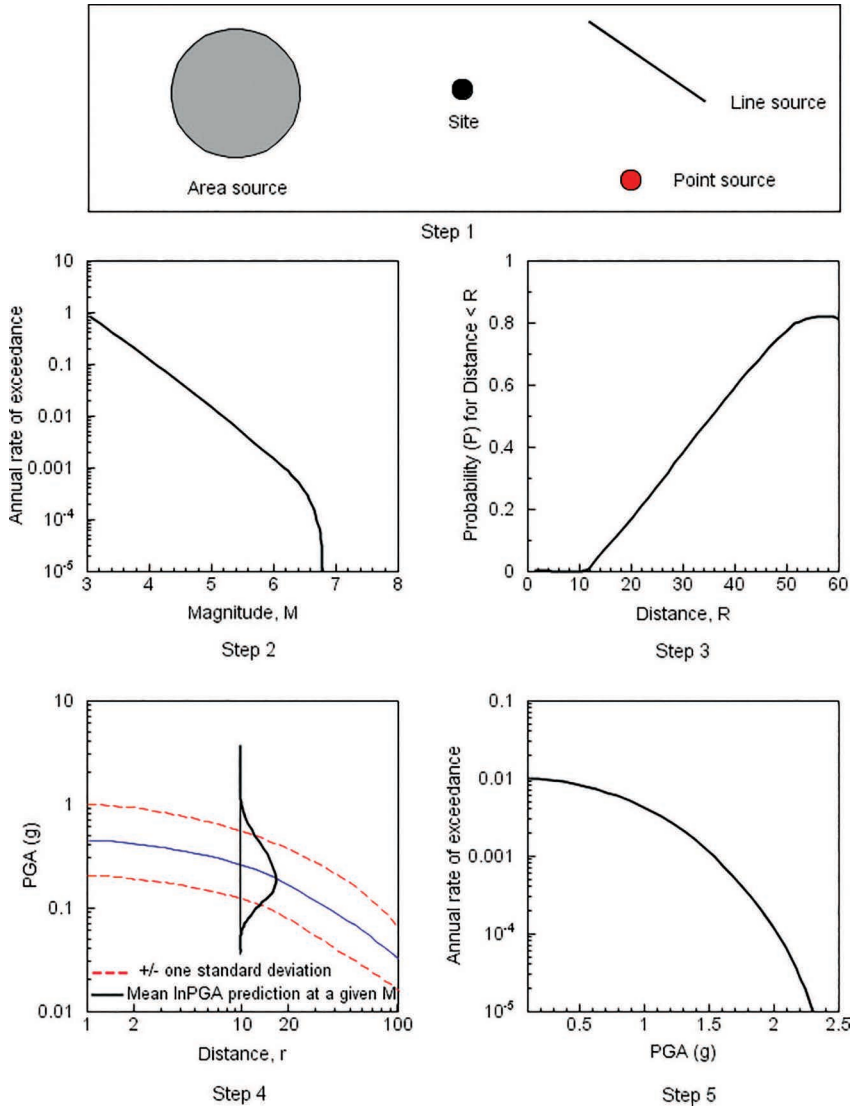 Site
Line source
Area source
Point source
Step 1
Annual rate of exceedance
10
1
0.1
0.01
0.001
10⁻⁴
10⁻⁵
3 4 5 6 7 8
Magnitude, M
Step 2
Probability (P) for Distance < R
1
0.8
0.6
0.4
0.2
0
0 10 20 30 40 50 60
Distance, R
Step 3
PGA (g)
10
1
0.1
0.01
+/- one standard deviation
Mean lnPGA prediction at a given M
1 2 10 20 100
Distance, r
Step 4
Annual rate of exceedance
0.1
0.01
0.001
10⁻⁴
10⁻⁵
0.5 1 1.5 2 2.5
PGA (g)
Step 5